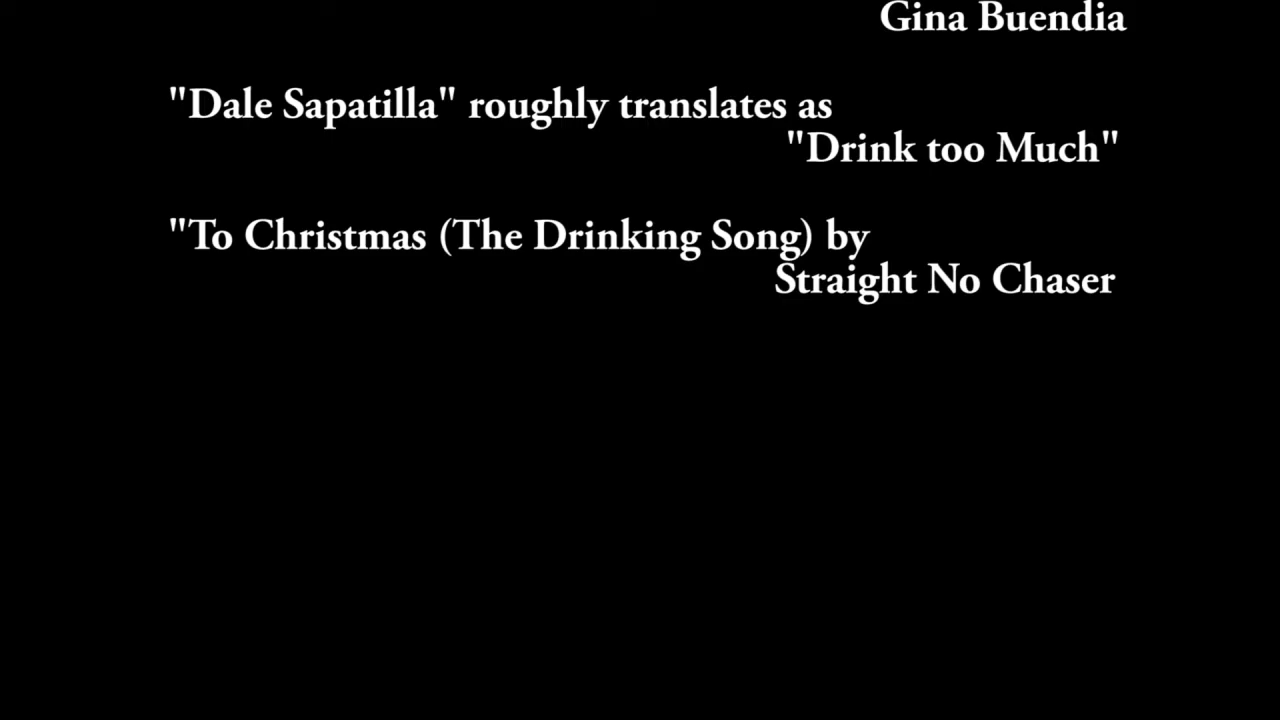 Gina Buendia
"Dale Sapatilla" roughly translates as
"Drink too Much"
"To Christmas (The Drinking Song) by
Straight No Chaser